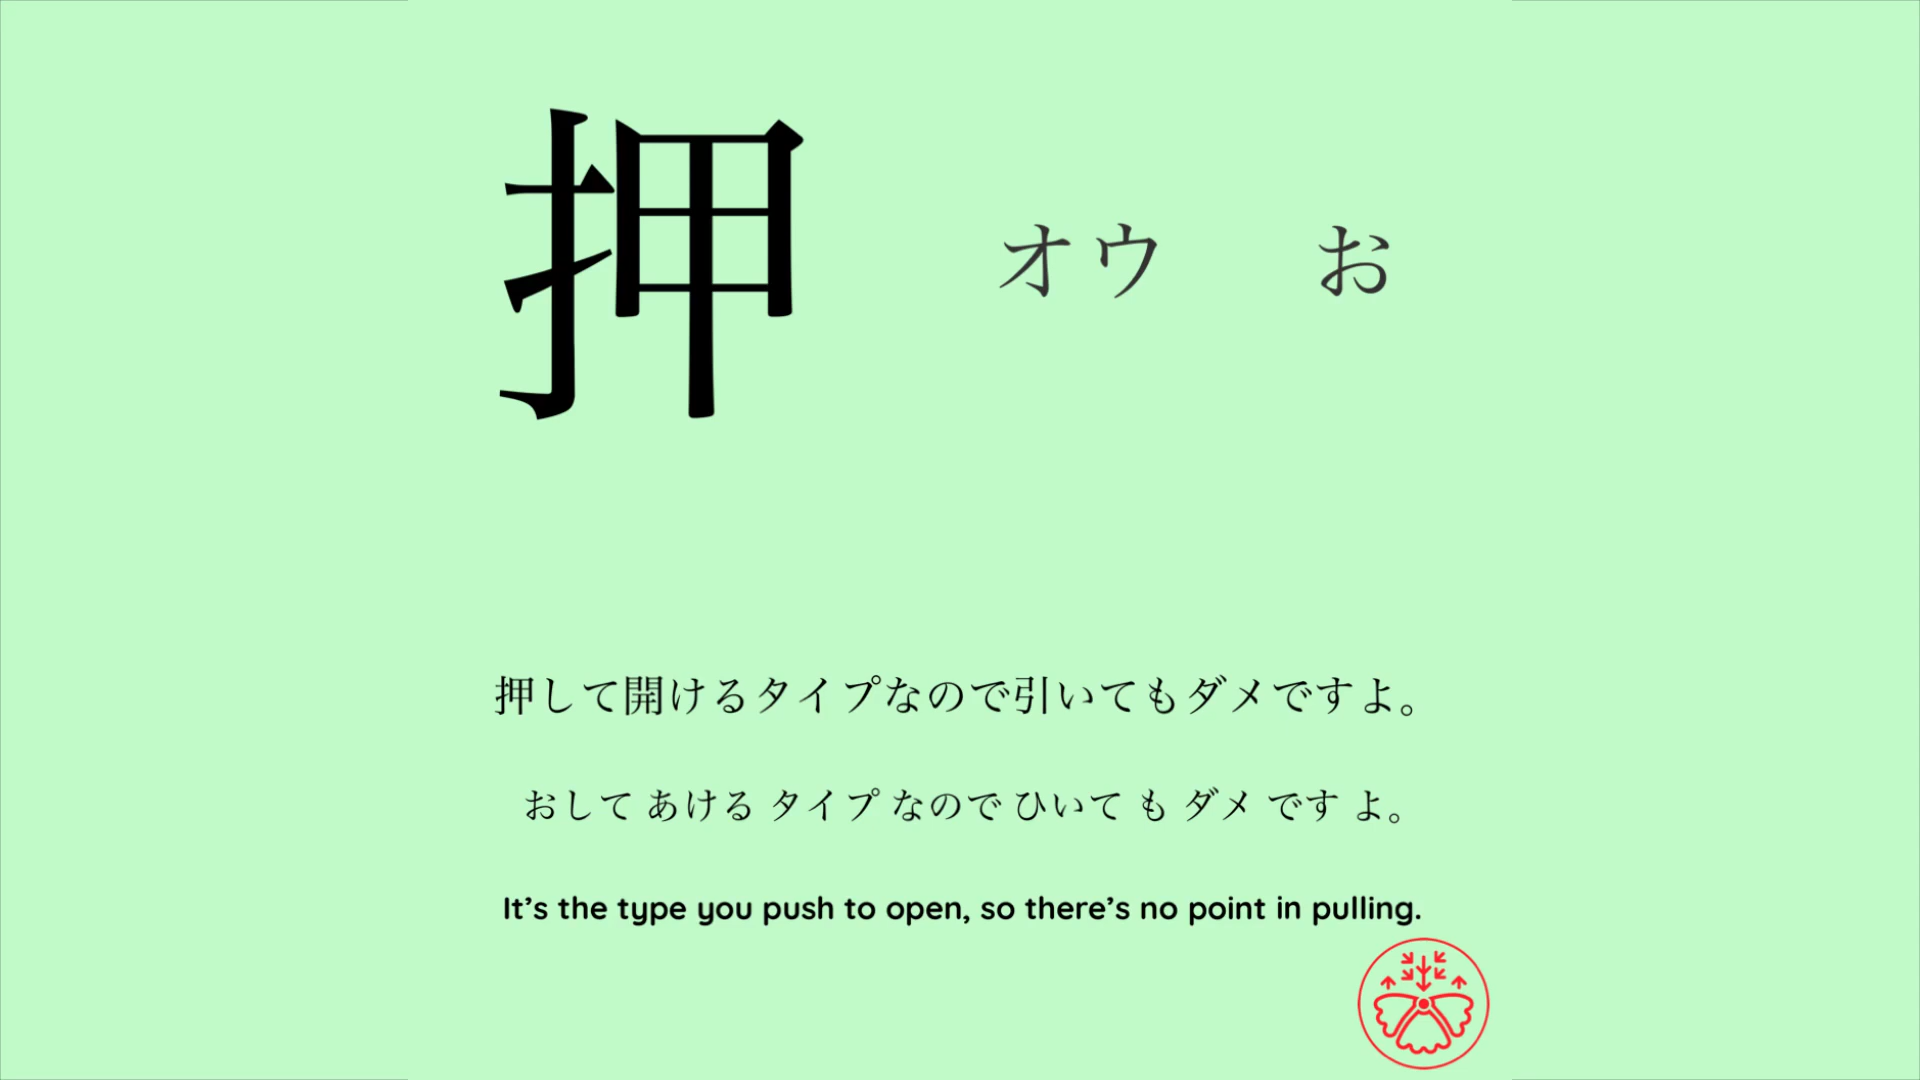 押 オウ お
押して開けるタイプなので引いてもダメですよ。
おして あける タイプ なので ひいて も ダメ です よ。
It’s the type you push to open, so there’s no point in pulling.